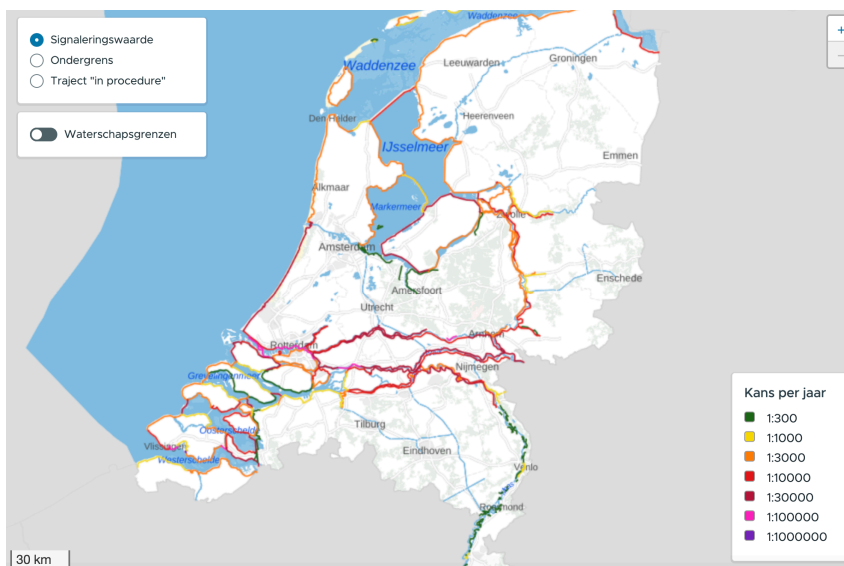 Signaleringswaarde
Ondergrens
Traject "in procedure"
Waterschapsgrenzen
Waddenzee
Waddenzee
Leeuwarden
Groningen
Den Helder
Heerenveen
IJsselmeer
Emmen
Alkmaar
Markermeer
Zwolle
Amsterdam
Enschede
Amersfoort
Utrecht
Rotterdam
Arnhem
Nijmegen
Grevelingenmeer
Oosterschelde
Tilburg
Vlissingen
Eindhoven
Westerschelde
Venlo
Roermond
Kans per jaar
1:300
1:1000
1:3000
1:10000
1:30000
1:100000
1:1000000
30 km
+
−